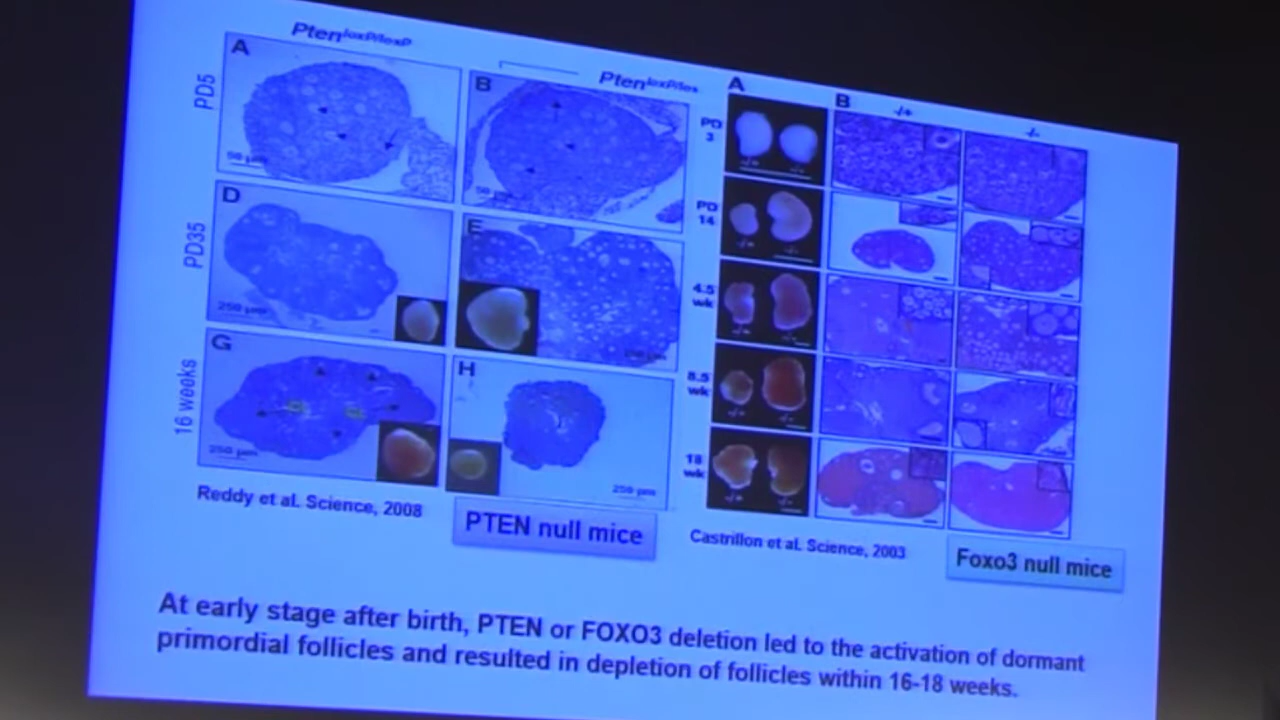 Pten loxP/loxP
Pten loxP/lox
PD5
A
50 µm
B
50 µm
PD35
D
250 µm
E
250 µm
16 weeks
G
250 µm
H
250 µm
Reddy et al. Science, 2008
PTEN null mice
A
B
-/+
-/-
PD
3
PD
14
4.5
wk
8.5
wk
18
wk
Castrillon et al. Science, 2003
Foxo3 null mice
At early stage after birth, PTEN or FOXO3 deletion led to the activation of dormant
primordial follicles and resulted in depletion of follicles within 16-18 weeks.